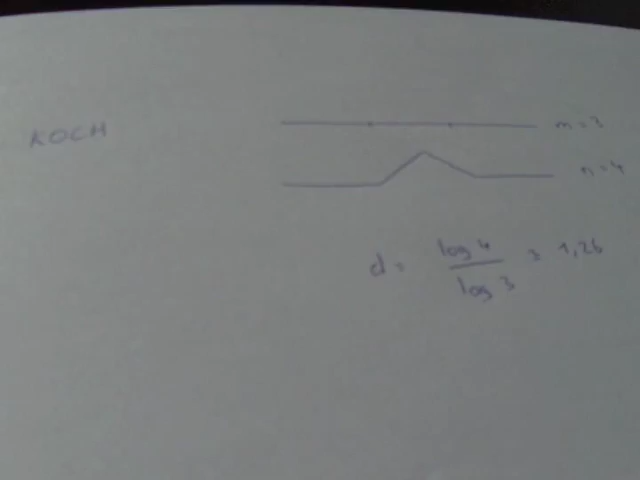 KOCH
m = 3
n = 4
d = log 4 / log 3 = 1,26